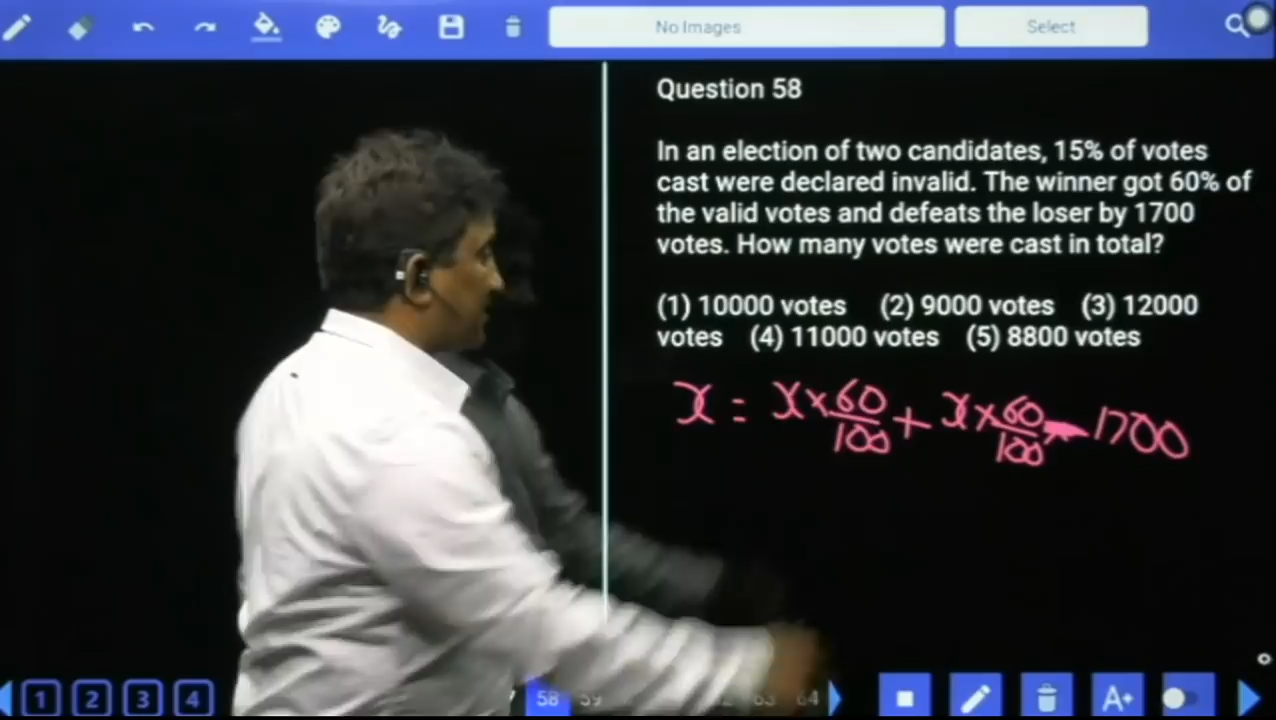 No Images
Select
Question 58
In an election of two candidates, 15% of votes
cast were declared invalid. The winner got 60% of
the valid votes and defeats the loser by 1700
votes. How many votes were cast in total?
(1) 10000 votes (2) 9000 votes (3) 12000
votes (4) 11000 votes (5) 8800 votes
x = x × 60/100 + x × 60/100 - 1700
1 2 3 4 58 59 63 64 A+